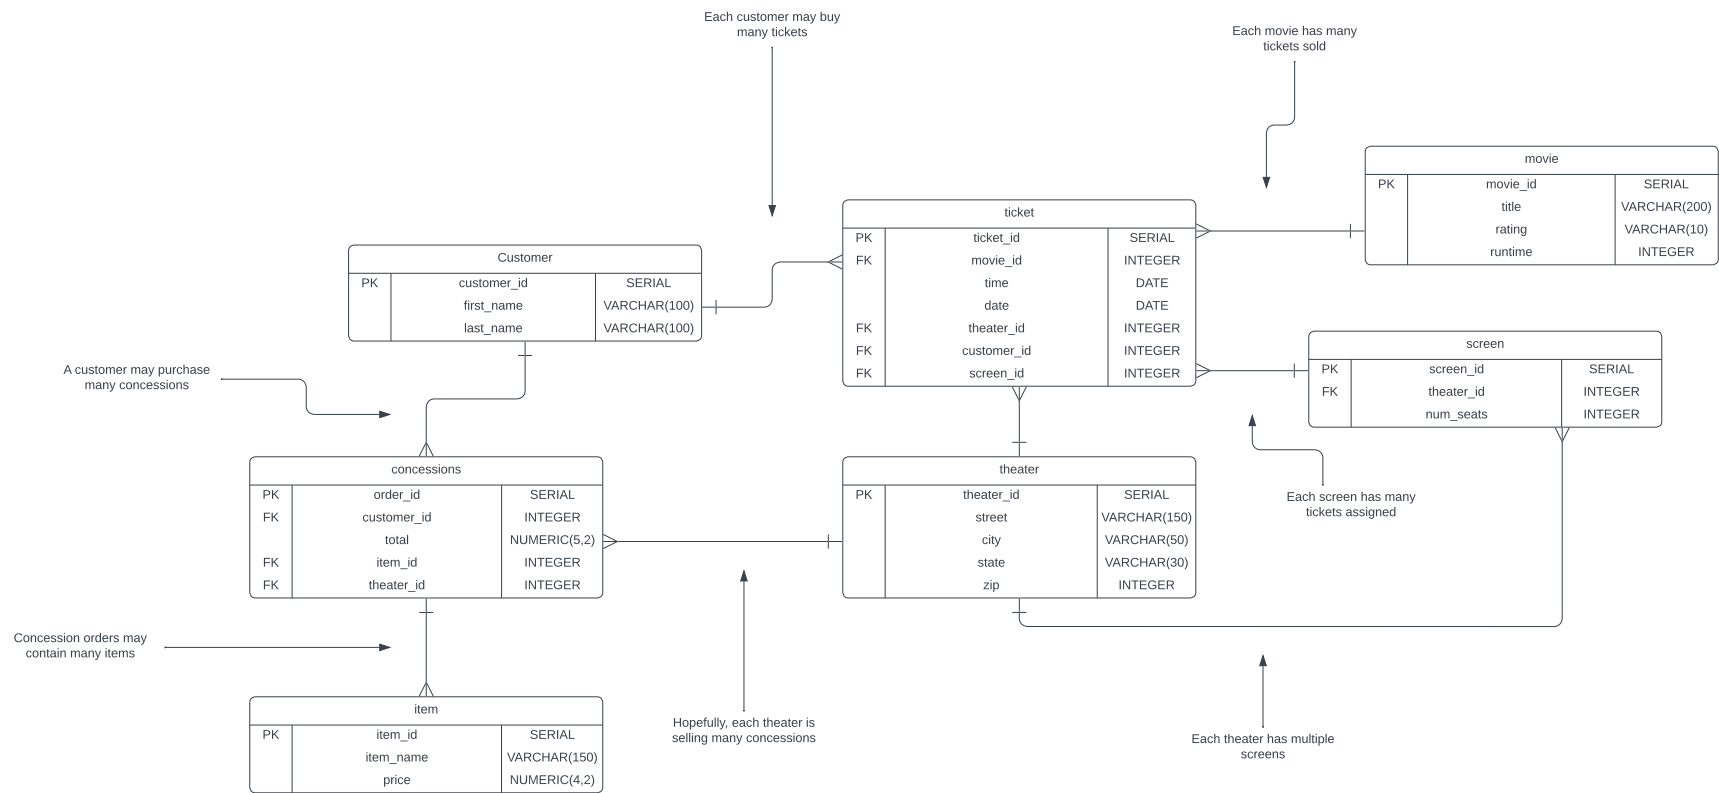 Each customer may buy
many tickets
Each movie has many
tickets sold
movie
PK movie_id SERIAL
title VARCHAR(200)
rating VARCHAR(10)
runtime INTEGER
ticket
PK ticket_id SERIAL
FK movie_id INTEGER
time DATE
date DATE
FK theater_id INTEGER
FK customer_id INTEGER
FK screen_id INTEGER
Customer
PK customer_id SERIAL
first_name VARCHAR(100)
last_name VARCHAR(100)
screen
PK screen_id SERIAL
FK theater_id INTEGER
num_seats INTEGER
A customer may purchase
many concessions
concessions
PK order_id SERIAL
FK customer_id INTEGER
total NUMERIC(5,2)
FK item_id INTEGER
FK theater_id INTEGER
theater
PK theater_id SERIAL
street VARCHAR(150)
city VARCHAR(50)
state VARCHAR(30)
zip INTEGER
Each screen has many
tickets assigned
Concession orders may
contain many items
item
PK item_id SERIAL
item_name VARCHAR(150)
price NUMERIC(4,2)
Hopefully, each theater is
selling many concessions
Each theater has multiple
screens